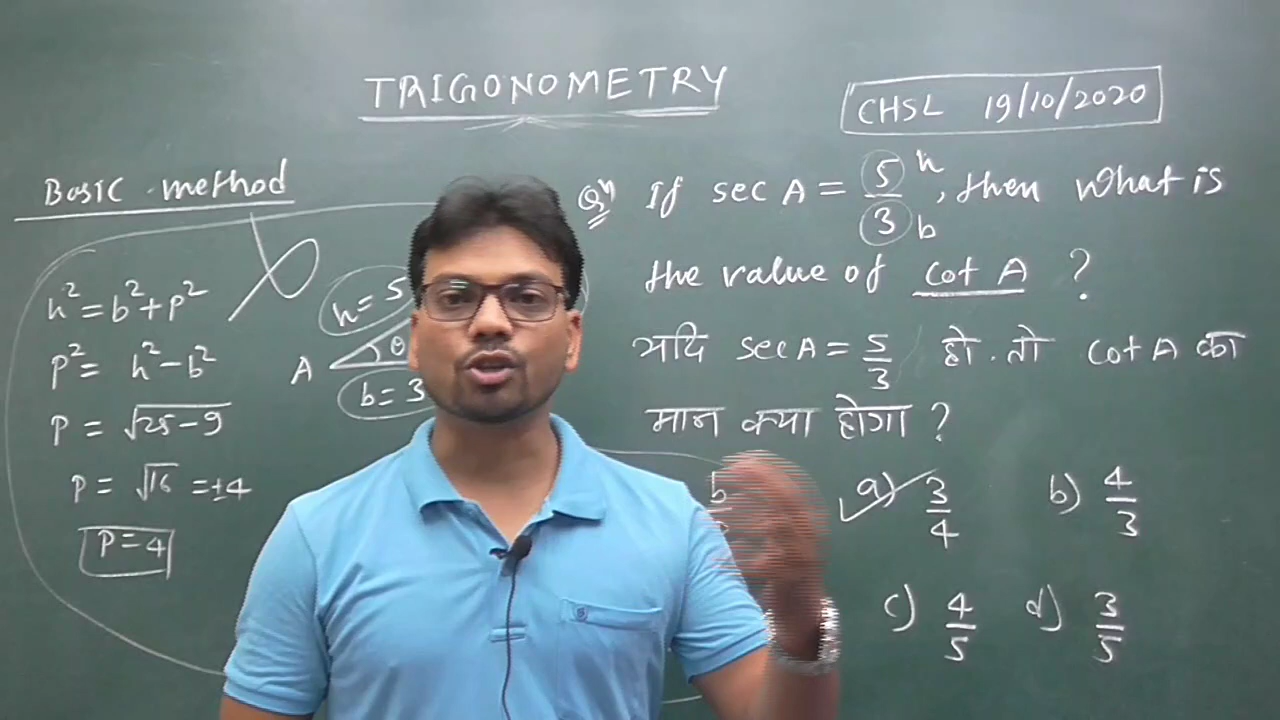 TRIGONOMETRY
CHSL 19/10/2020
Basic method
h²=b²+p²
p²= h²-b²
p = √25-9
p = √16 =±4
p=4
h=5
θ
A
b=3
Qⁿ If sec A = 5/3, then What is
h
b
the value of cot A ?
यदि sec A = 5/3 हो तो cot A का
मान क्या होगा ?
b
a) 3/4 b) 4/3
c) 4/5 d) 3/5